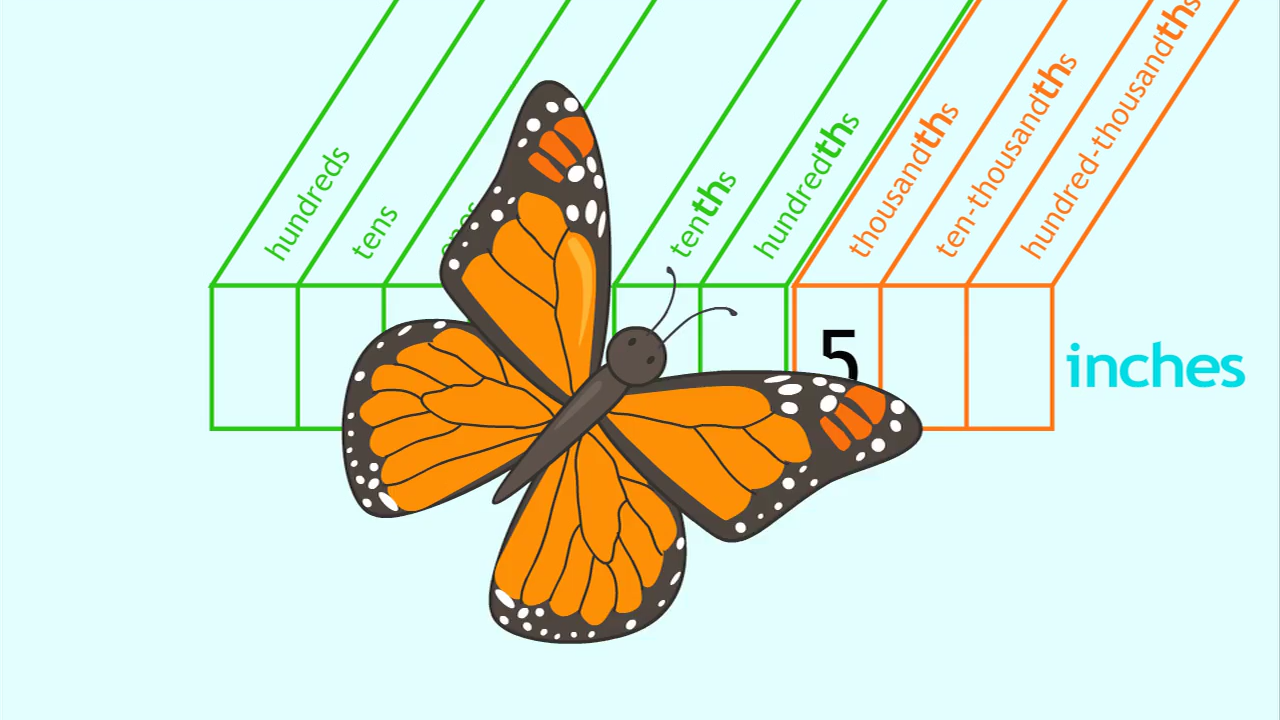 hundreds
tens
tenths
hundredths
thousandths
ten-thousandths
hundred-thousandths
5
inches